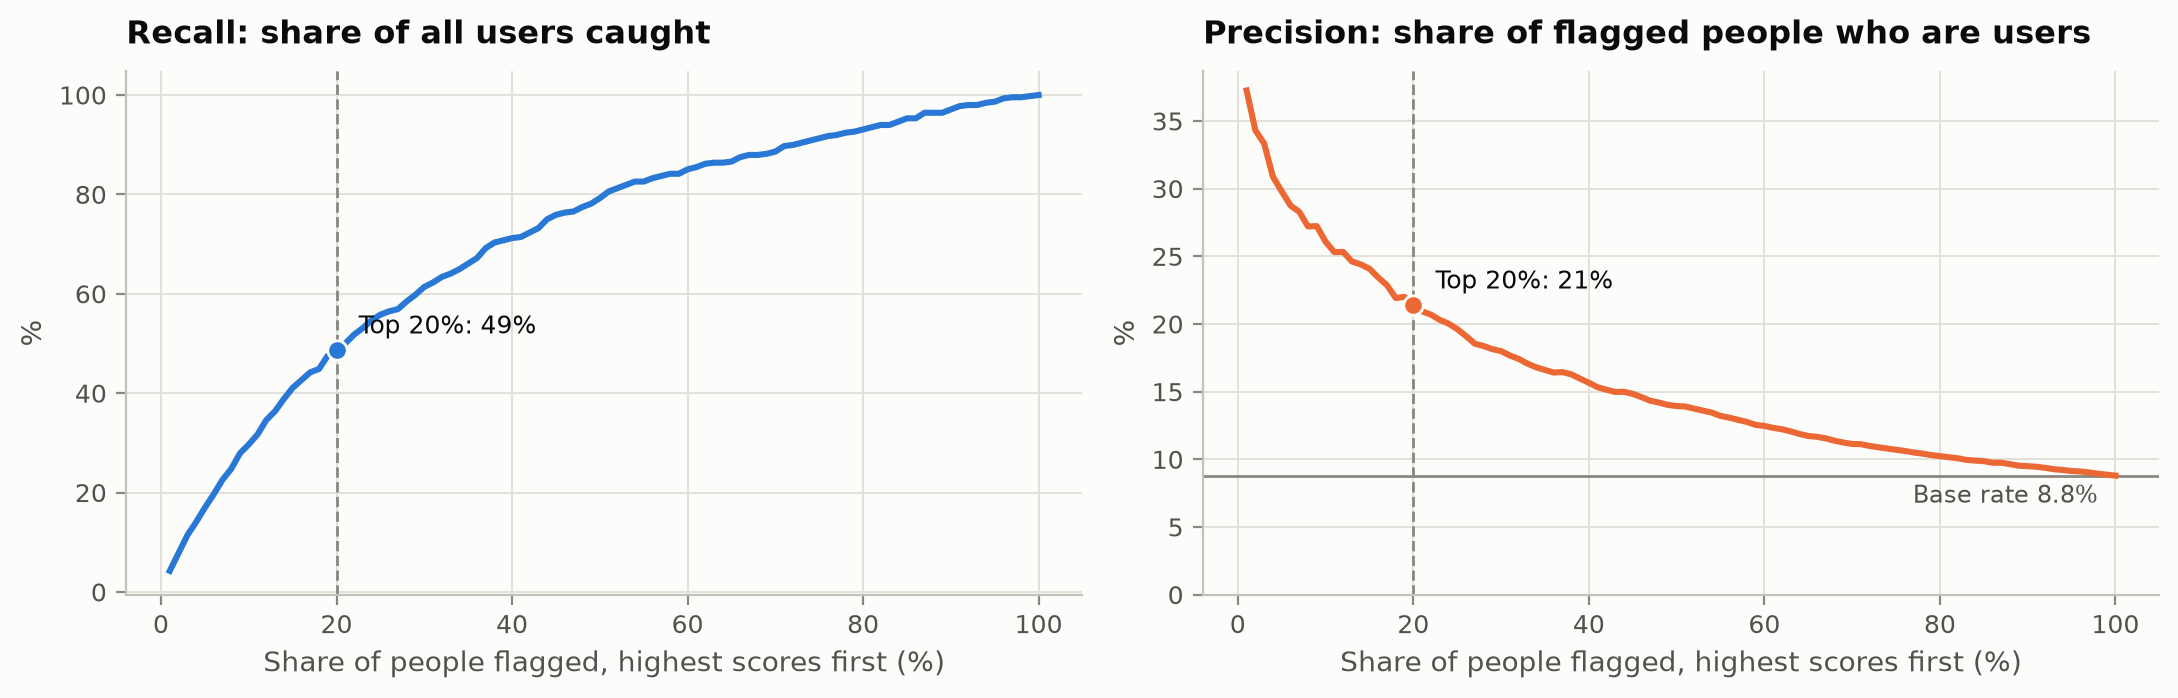 Recall: share of all users caught
%
100
80
60
40
20
0
Top 20%: 49%
0 20 40 60 80 100
Share of people flagged, highest scores first (%)
Precision: share of flagged people who are users
%
35
30
25
20
15
10
5
0
Top 20%: 21%
Base rate 8.8%
0 20 40 60 80 100
Share of people flagged, highest scores first (%)